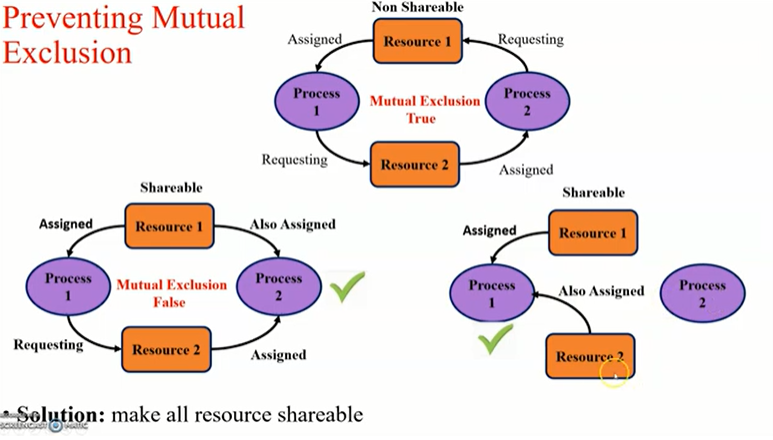 Preventing Mutual
Exclusion
Non Shareable
Assigned
Resource 1
Requesting
Process
1
Mutual Exclusion
True
Process
2
Requesting
Resource 2
Assigned
Shareable
Assigned
Resource 1
Also Assigned
Process
1
Mutual Exclusion
False
Process
2
Requesting
Resource 2
Assigned
Shareable
Assigned
Resource 1
Process
1
Also Assigned
Process
2
Resource 2
• Solution: make all resource shareable
SCREENCAST MATIC